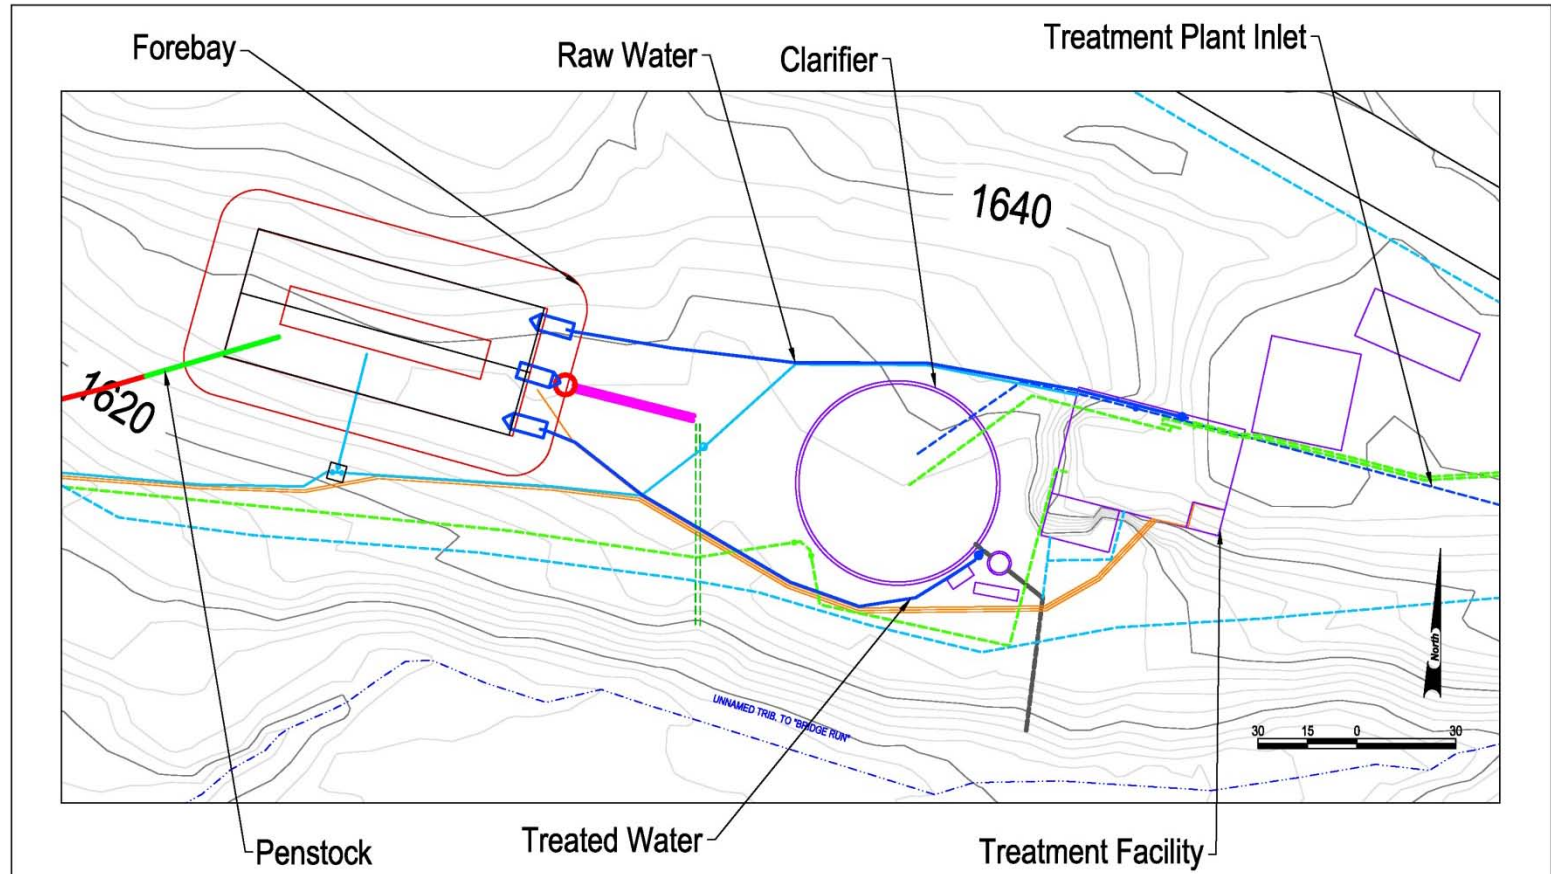 Forebay
Raw Water
Clarifier
Treatment Plant Inlet
1640
1620
UNNAMED TRIB. TO "BRIDGE RUN"
North
30 15 0 30
Penstock
Treated Water
Treatment Facility